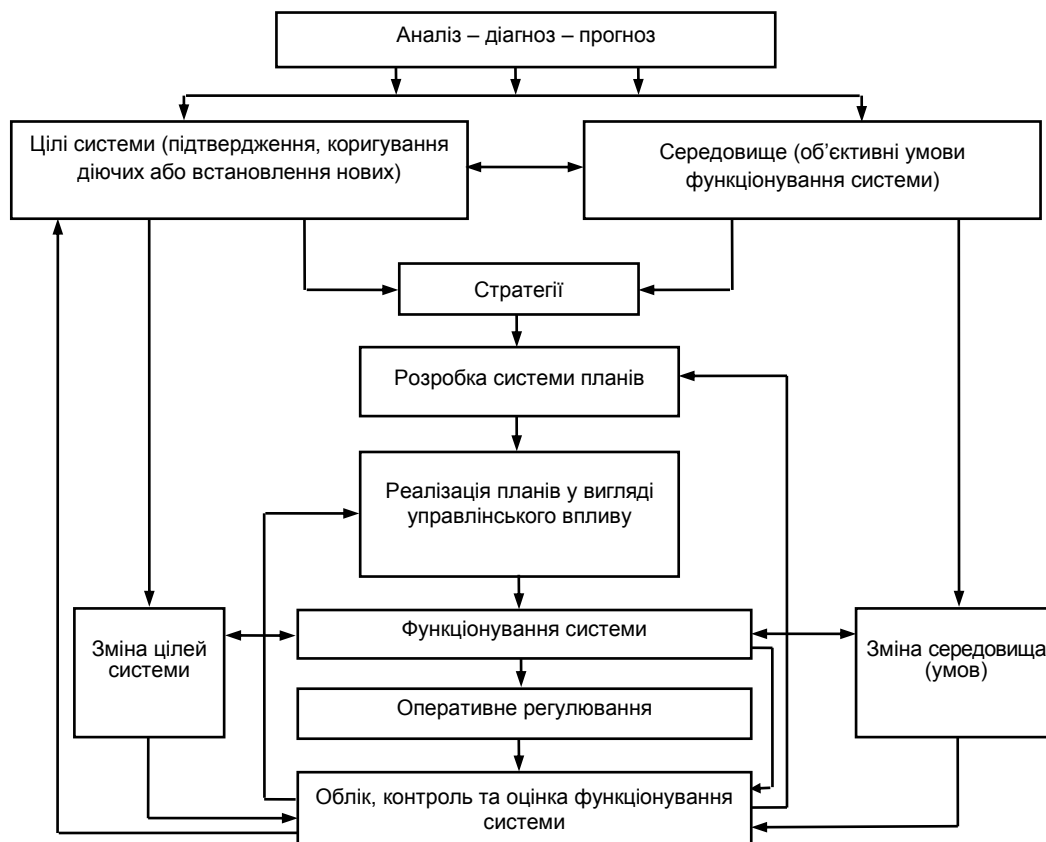 Аналіз – діагноз – прогноз
Цілі системи (підтвердження, коригування
діючих або встановлення нових)
Середовище (об’єктивні умови
функціонування системи)
Стратегії
Розробка системи планів
Реалізація планів у вигляді
управлінського впливу
Зміна цілей
системи
Функціонування системи
Зміна середовища
(умов)
Оперативне регулювання
Облік, контроль та оцінка функціонування
системи